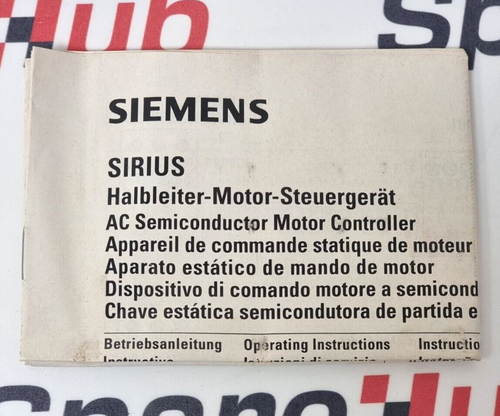 Hub
SIEMENS
SIRIUS
Halbleiter-Motor-Steuergerät
AC Semiconductor Motor Controller
Appareil de commande statique de moteur
Aparato estático de mando de motor
Dispositivo di comando motore a semicond
Chave estática semicondutora de partida e
Betriebsanleitung Operating Instructions Instructio